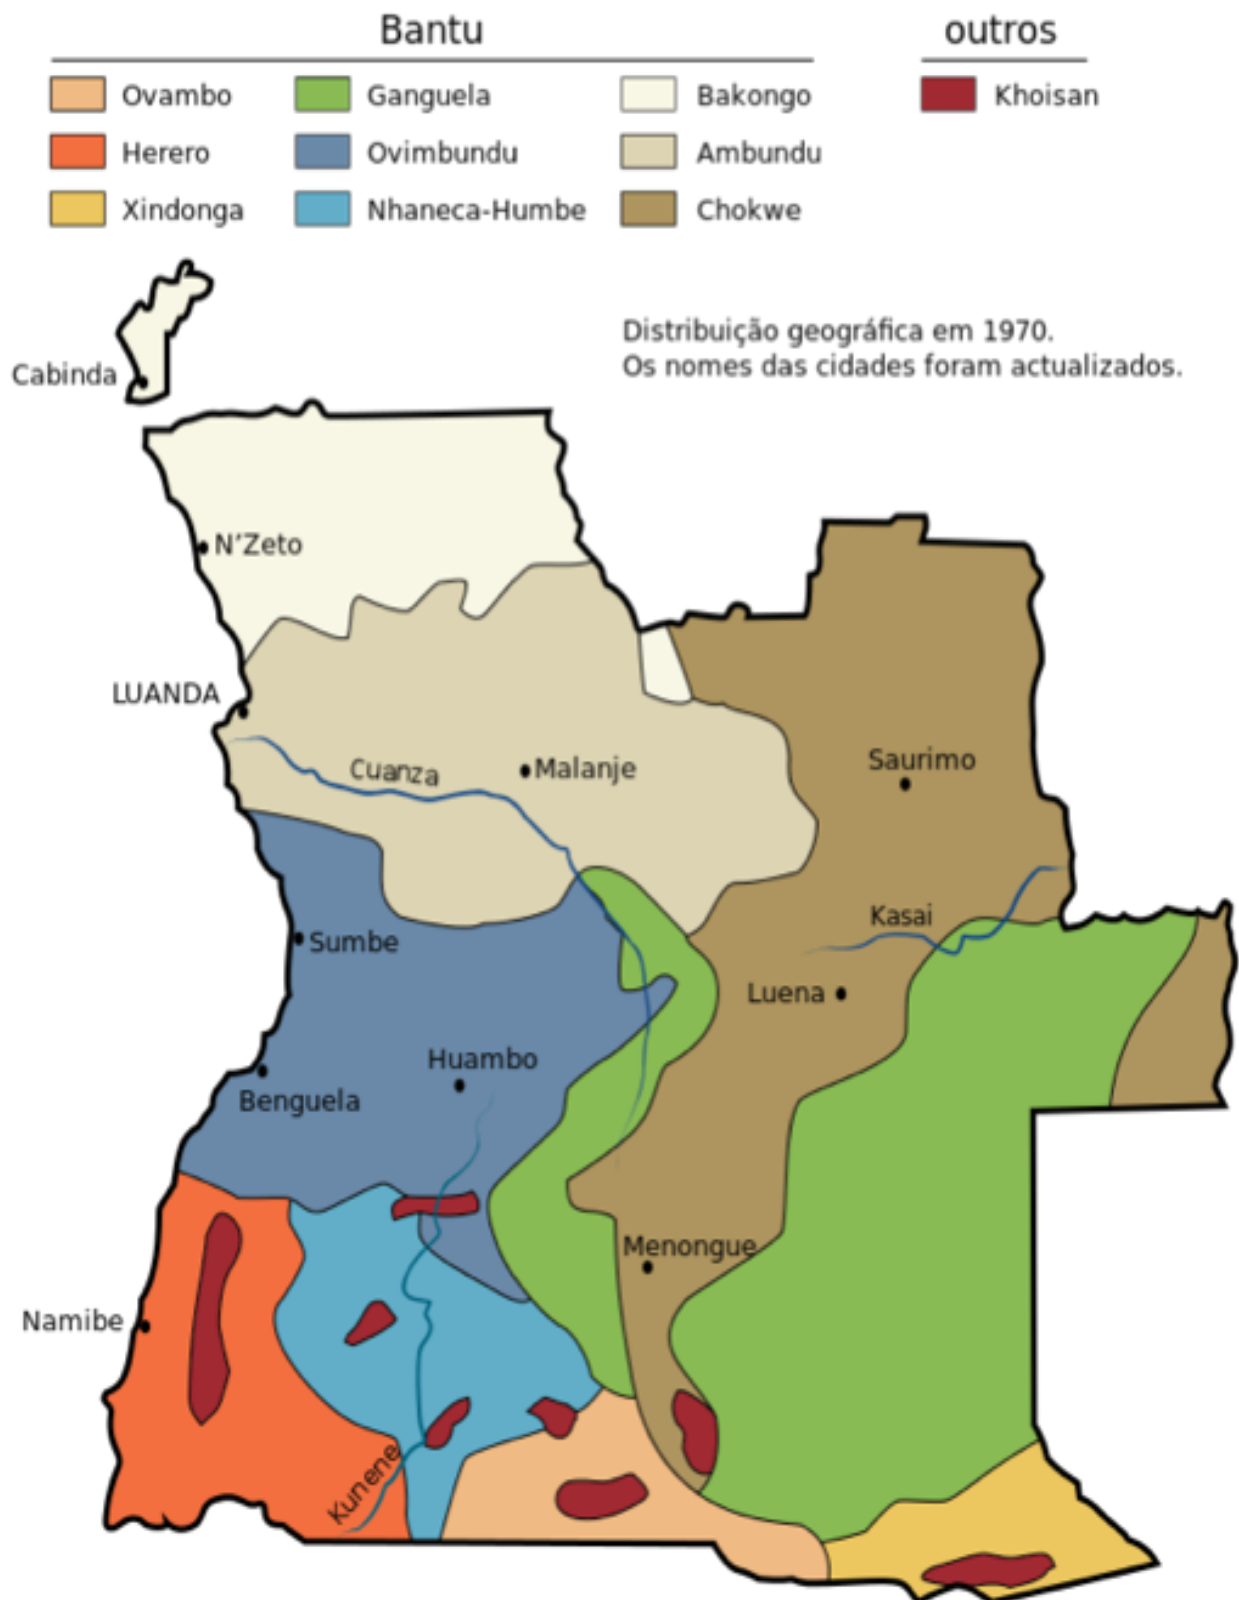 Bantu
outros
Ovambo
Ganguela
Bakongo
Khoisan
Herero
Ovimbundu
Ambundu
Xindonga
Nhaneca-Humbe
Chokwe
Distribuição geográfica em 1970.
Os nomes das cidades foram actualizados.
Cabinda
N’Zeto
LUANDA
Cuanza
Malanje
Saurimo
Kasai
Sumbe
Luena
Huambo
Benguela
Menongue
Namibe
Kunene